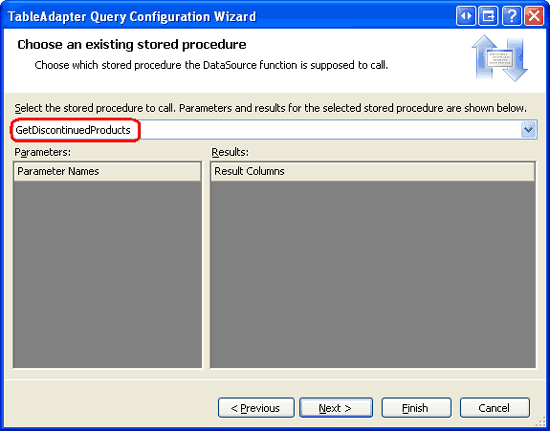 TableAdapter Query Configuration Wizard
Choose an existing stored procedure
Choose which stored procedure the DataSource function is supposed to call.
Select the stored procedure to call. Parameters and results for the selected stored procedure are shown below.
GetDiscontinuedProducts
Parameters: Results:
Parameter Names Result Columns
< Previous Next > Finish Cancel